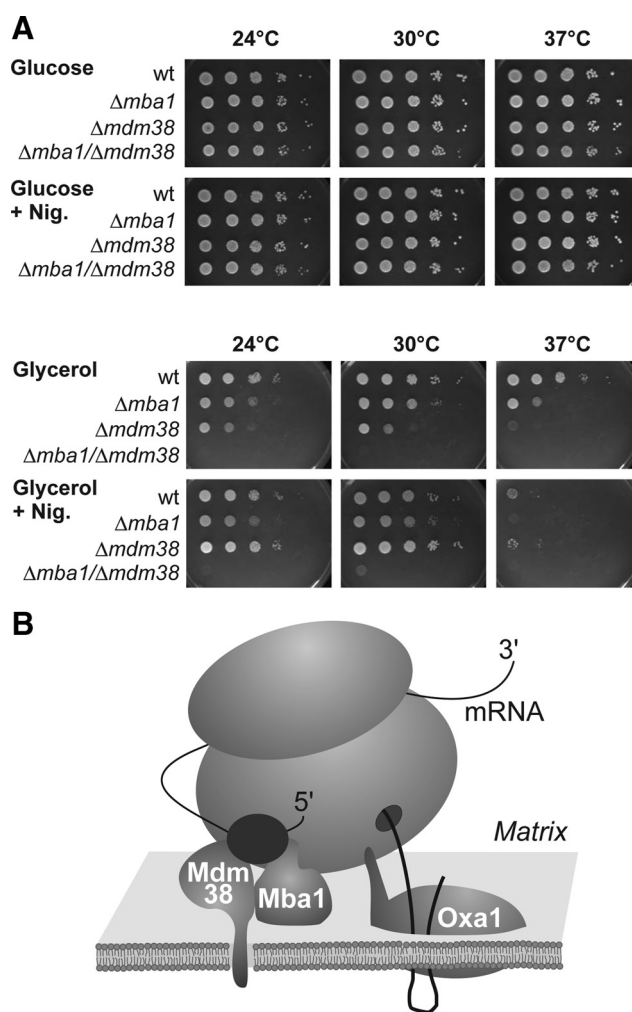 A
24°C 30°C 37°C
Glucose wt
Δmba1
Δmdm38
Δmba1/Δmdm38
Glucose + Nig. wt
Δmba1
Δmdm38
Δmba1/Δmdm38
24°C 30°C 37°C
Glycerol wt
Δmba1
Δmdm38
Δmba1/Δmdm38
Glycerol + Nig. wt
Δmba1
Δmdm38
Δmba1/Δmdm38
B
3'
mRNA
5'
Matrix
Mdm
38
Mba1
Oxa1